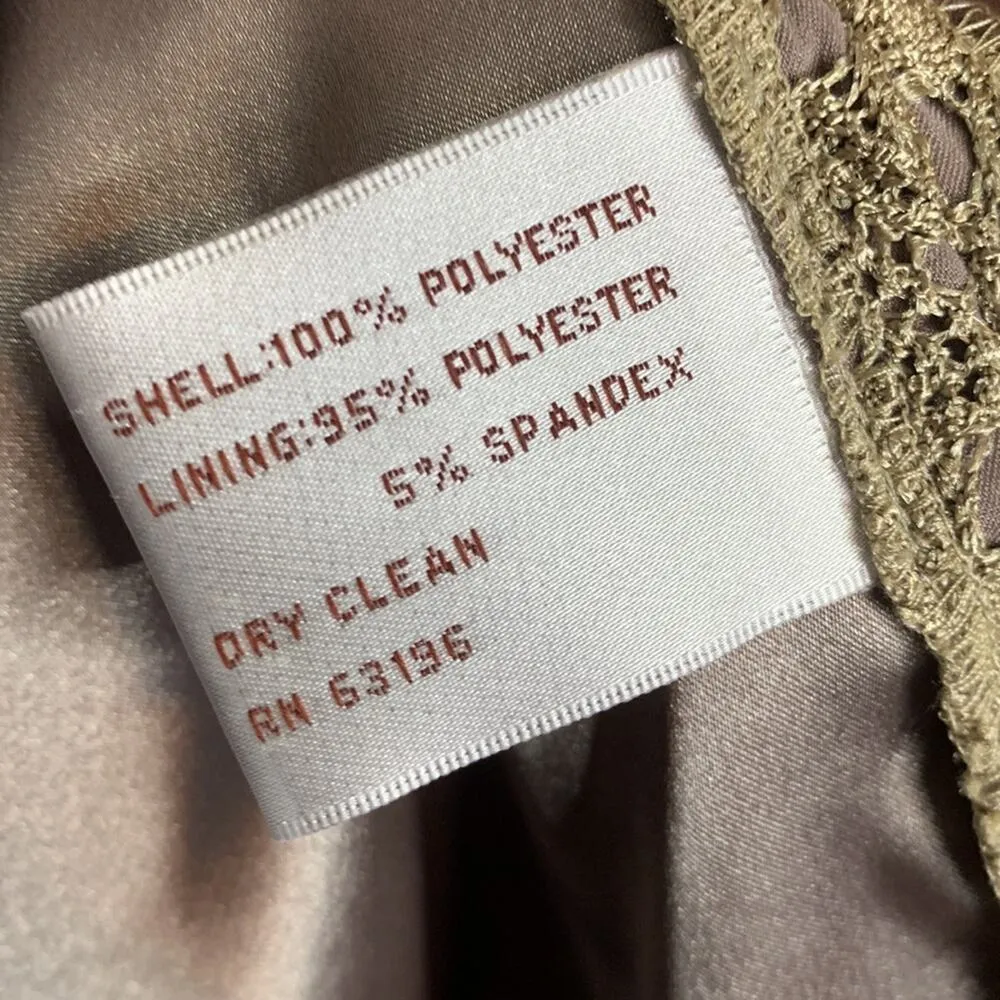 SHELL:100% POLYESTER
LINING:95% POLYESTER
5% SPANDEX
DRY CLEAN
RN 63196